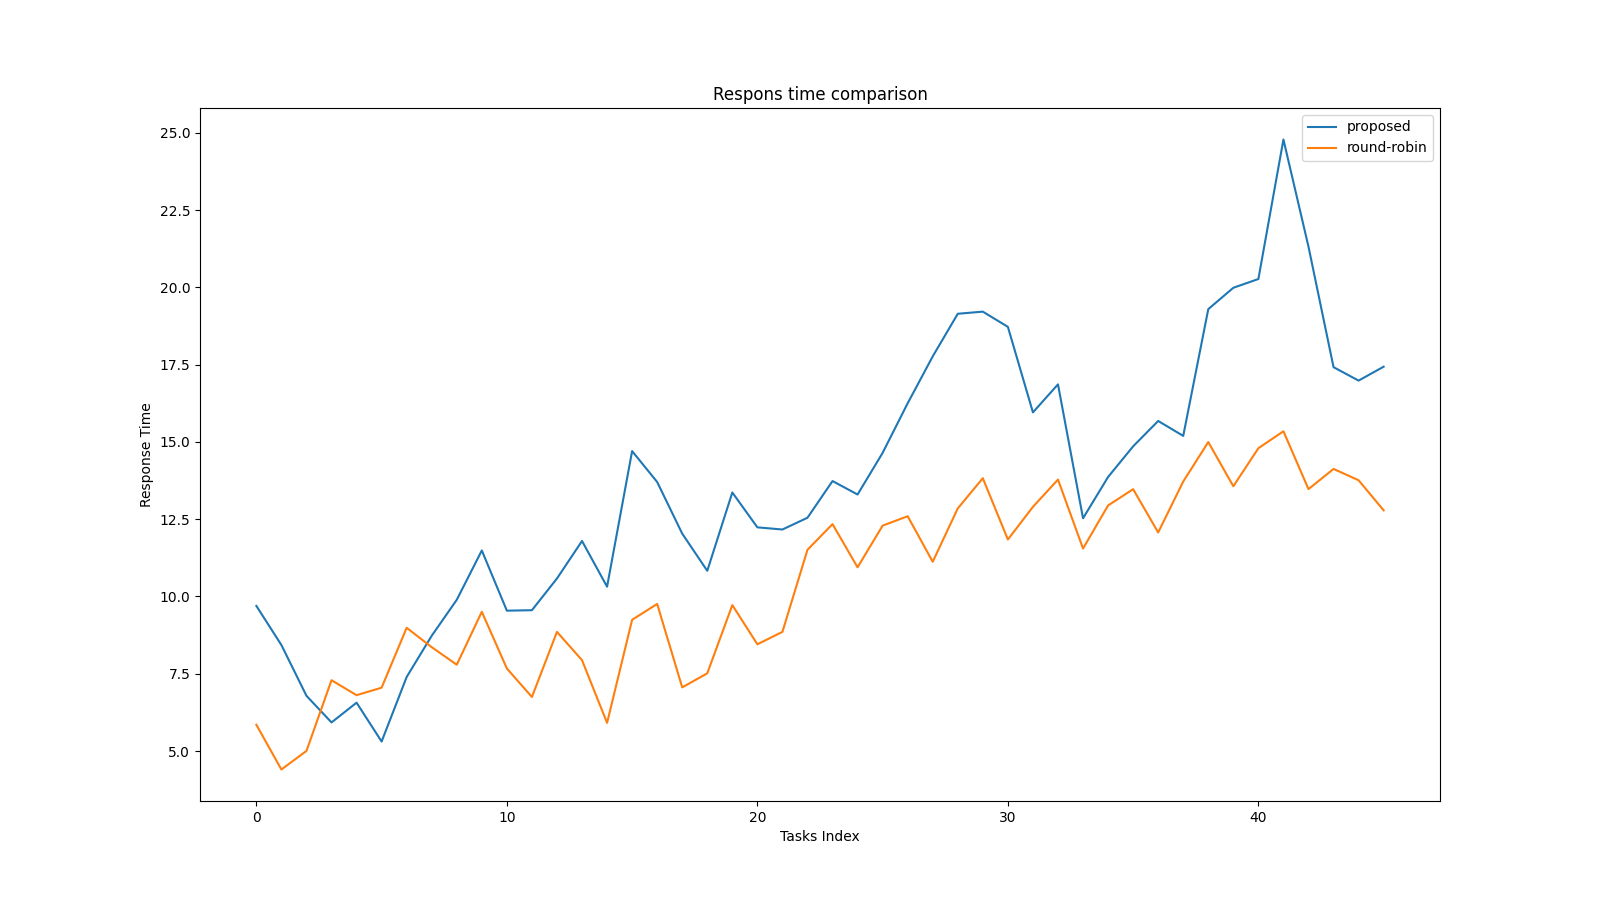 Respons time comparison
proposed
round-robin
25.0
22.5
20.0
17.5
15.0
12.5
10.0
7.5
5.0
Response Time
0 10 20 30 40
Tasks Index